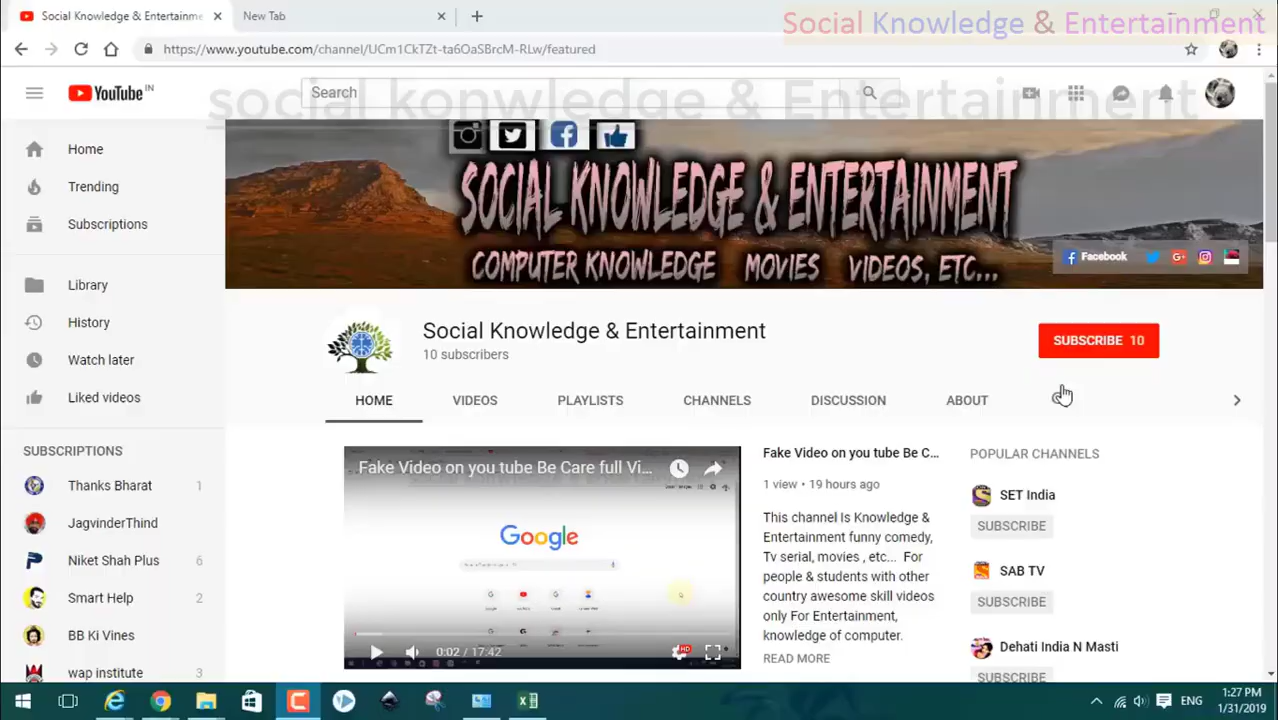 Social Knowledge & Entertainme
New Tab
Social Knowledge & Entertainment
https://www.youtube.com/channel/UCm1CkTZt-ta6OaSBrcM-RLw/featured
YouTube IN
Search
social konwledge & Entertainment
Home
Trending
Subscriptions
Library
History
Watch later
Liked videos
SUBSCRIPTIONS
Thanks Bharat 1
JagvinderThind
Niket Shah Plus 6
Smart Help 2
BB Ki Vines
wap institute 3
SOCIAL KNOWLEDGE & ENTERTAINMENT
COMPUTER KNOWLEDGE MOVIES VIDEOS, ETC...
Facebook
Social Knowledge & Entertainment
10 subscribers
SUBSCRIBE 10
HOME VIDEOS PLAYLISTS CHANNELS DISCUSSION ABOUT
Fake Video on you tube Be Care full Vi...
Google
0:02 / 17:42
HD
Fake Video on you tube Be C...
1 view • 19 hours ago
This channel Is Knowledge &
Entertainment funny comedy,
Tv serial, movies , etc... For
people & students with other
country awesome skill videos
only For Entertainment,
knowledge of computer.
READ MORE
POPULAR CHANNELS
SET India
SUBSCRIBE
SAB TV
SUBSCRIBE
Dehati India N Masti
SUBSCRIBE
ENG
1:27 PM
1/31/2019